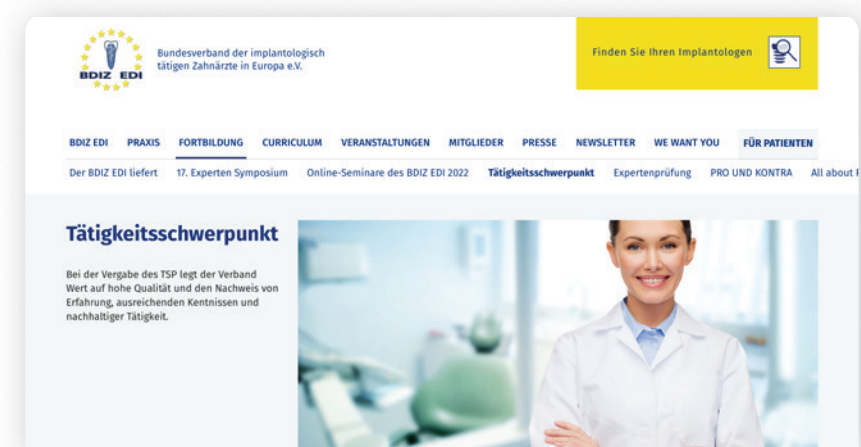 BDIZ EDI
Bundesverband der implantologisch
tätigen Zahnärzte in Europa e.V.
Finden Sie Ihren Implantologen
BDIZ EDI PRAXIS FORTBILDUNG CURRICULUM VERANSTALTUNGEN MITGLIEDER PRESSE NEWSLETTER WE WANT YOU FÜR PATIENTEN
Der BDIZ EDI liefert 17. Experten Symposium Online-Seminare des BDIZ EDI 2022 Tätigkeitsschwerpunkt Expertenprüfung PRO UND KONTRA All about
Tätigkeitsschwerpunkt
Bei der Vergabe des TSP legt der Verband
Wert auf hohe Qualität und den Nachweis von
Erfahrung, ausreichenden Kentnissen und
nachhaltiger Tätigkeit.